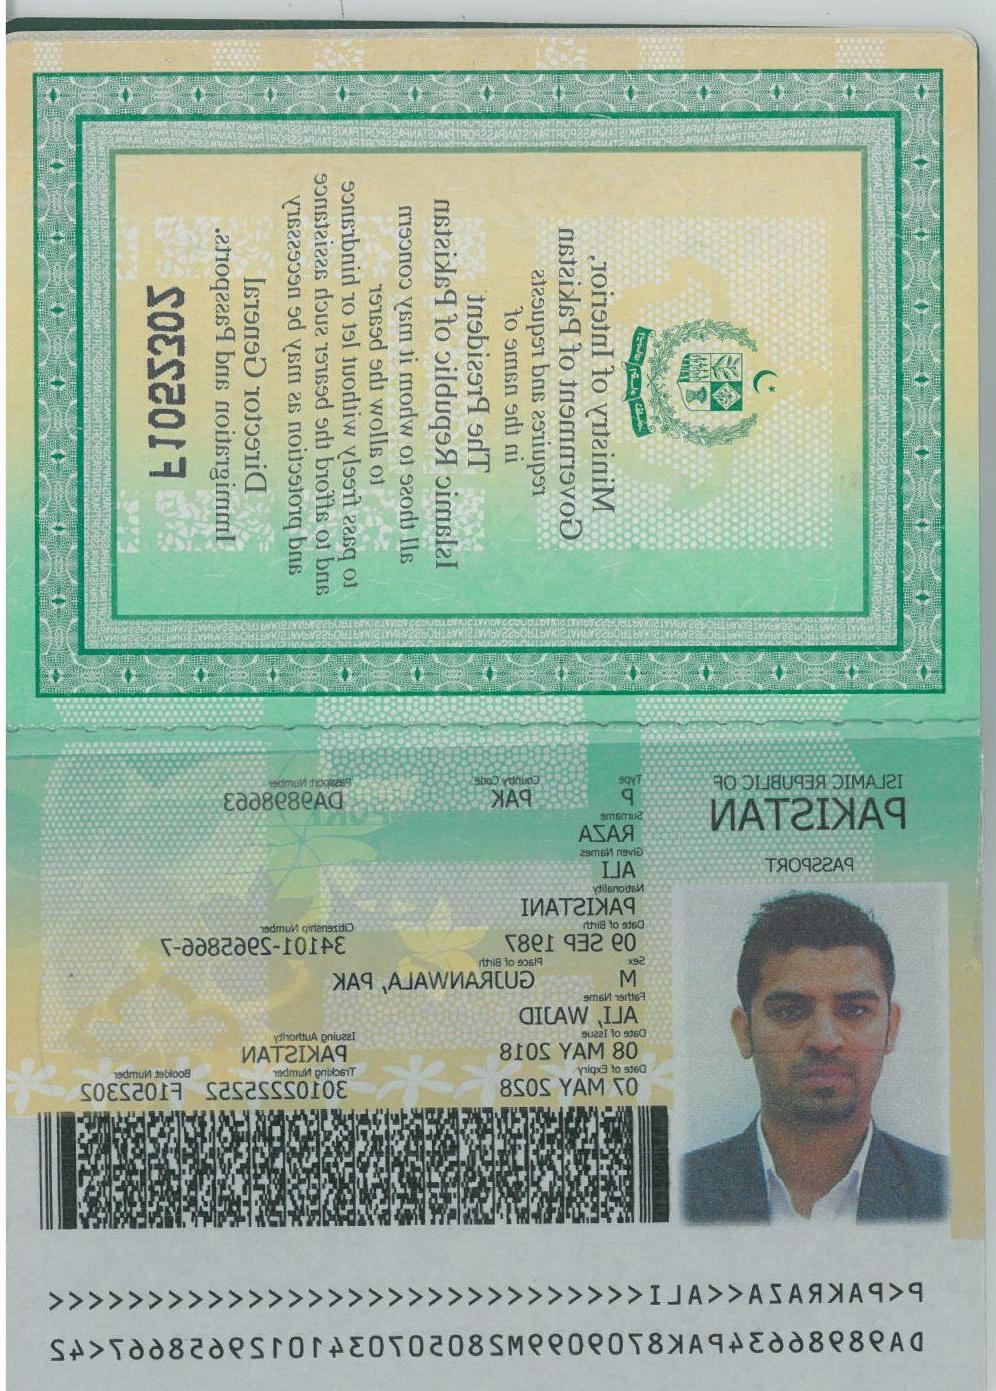 Ministry of Interior,
Government of Pakistan
requires and requests
in the name of
The President
Islamic Republic of Pakistan
all those to whom it may concern
to allow the bearer
to pass freely without let or hindrance
and to afford the bearer such assistance
and protection as may be necessary
Director General
Immigration and Passports.
F1052302
ISLAMIC REPUBLIC OF
PAKISTAN
PASSPORT
Type Country Code Passport Number
P PAK DA9898663
Surname
RAZA
Given Names
ALI
Nationality
PAKISTANI
Date of Birth Citizenship Number
09 SEP 1987 34101-2965866-7
Sex Place of Birth
M GUJRANWALA, PAK
Father Name
ALI, WAJID
Date of Issue Issuing Authority
08 MAY 2018 PAKISTAN
Date of Expiry Tracking Number Booklet Number
07 MAY 2028 30102225252 F1052302
P<PAKRAZA<<ALI<<<<<<<<<<<<<<<<<<<<<<<<<<<<<<
DA98986634PAK8709099M28050703410129658667<42